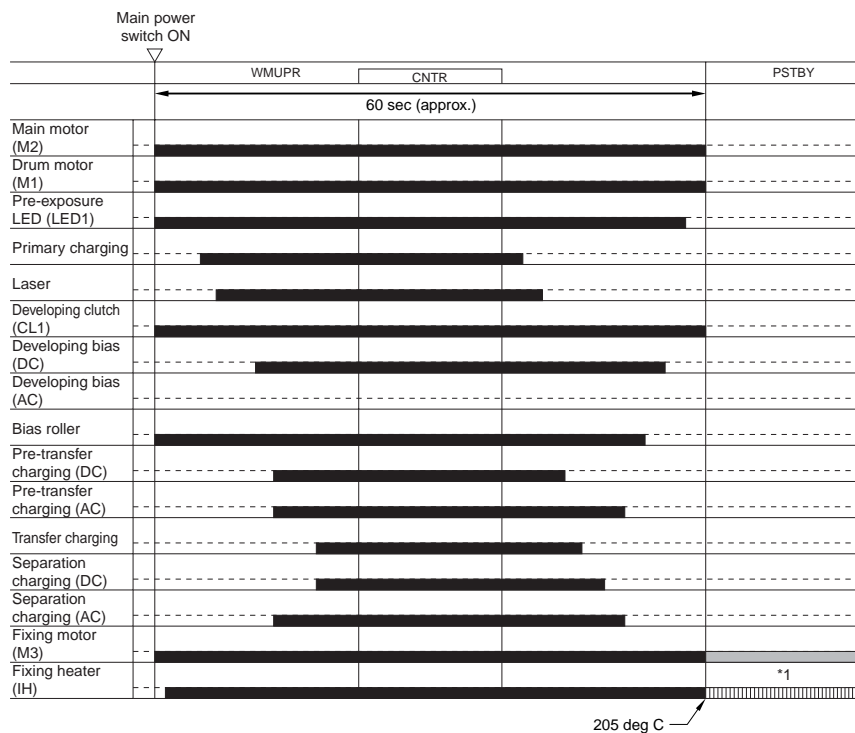 Main power
switch ON
WMUPR
CNTR
PSTBY
60 sec (approx.)
Main motor
(M2)
Drum motor
(M1)
Pre-exposure
LED (LED1)
Primary charging
Laser
Developing clutch
(CL1)
Developing bias
(DC)
Developing bias
(AC)
Bias roller
Pre-transfer
charging (DC)
Pre-transfer
charging (AC)
Transfer charging
Separation
charging (DC)
Separation
charging (AC)
Fixing motor
(M3)
Fixing heater
(IH)
*1
205 deg C